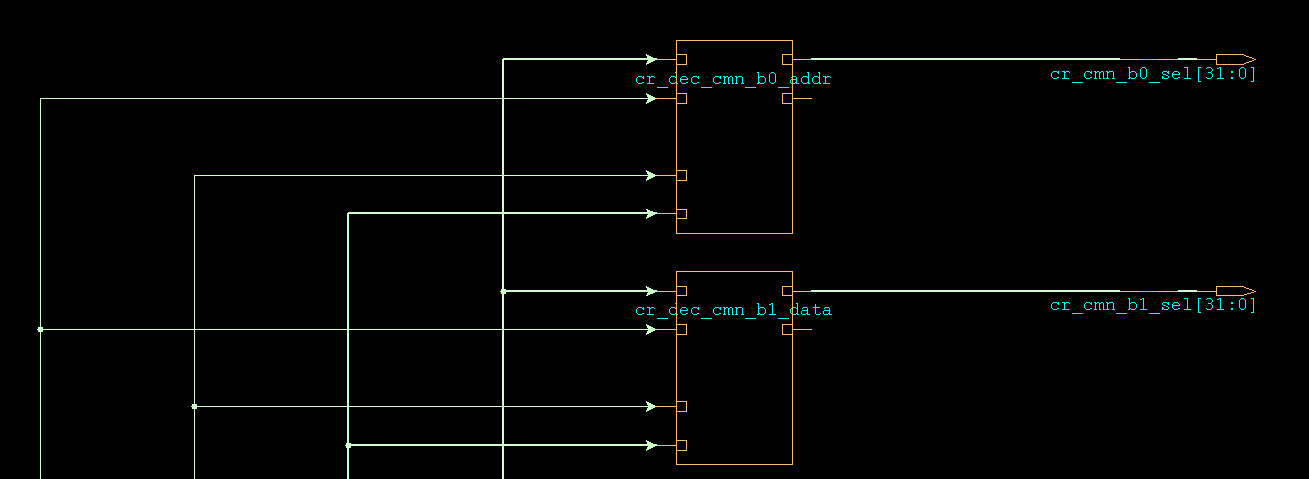 cr_dec_cmn_b0_addr
cr_cmn_b0_sel[31:0]
cr_dec_cmn_b1_data
cr_cmn_b1_sel[31:0]